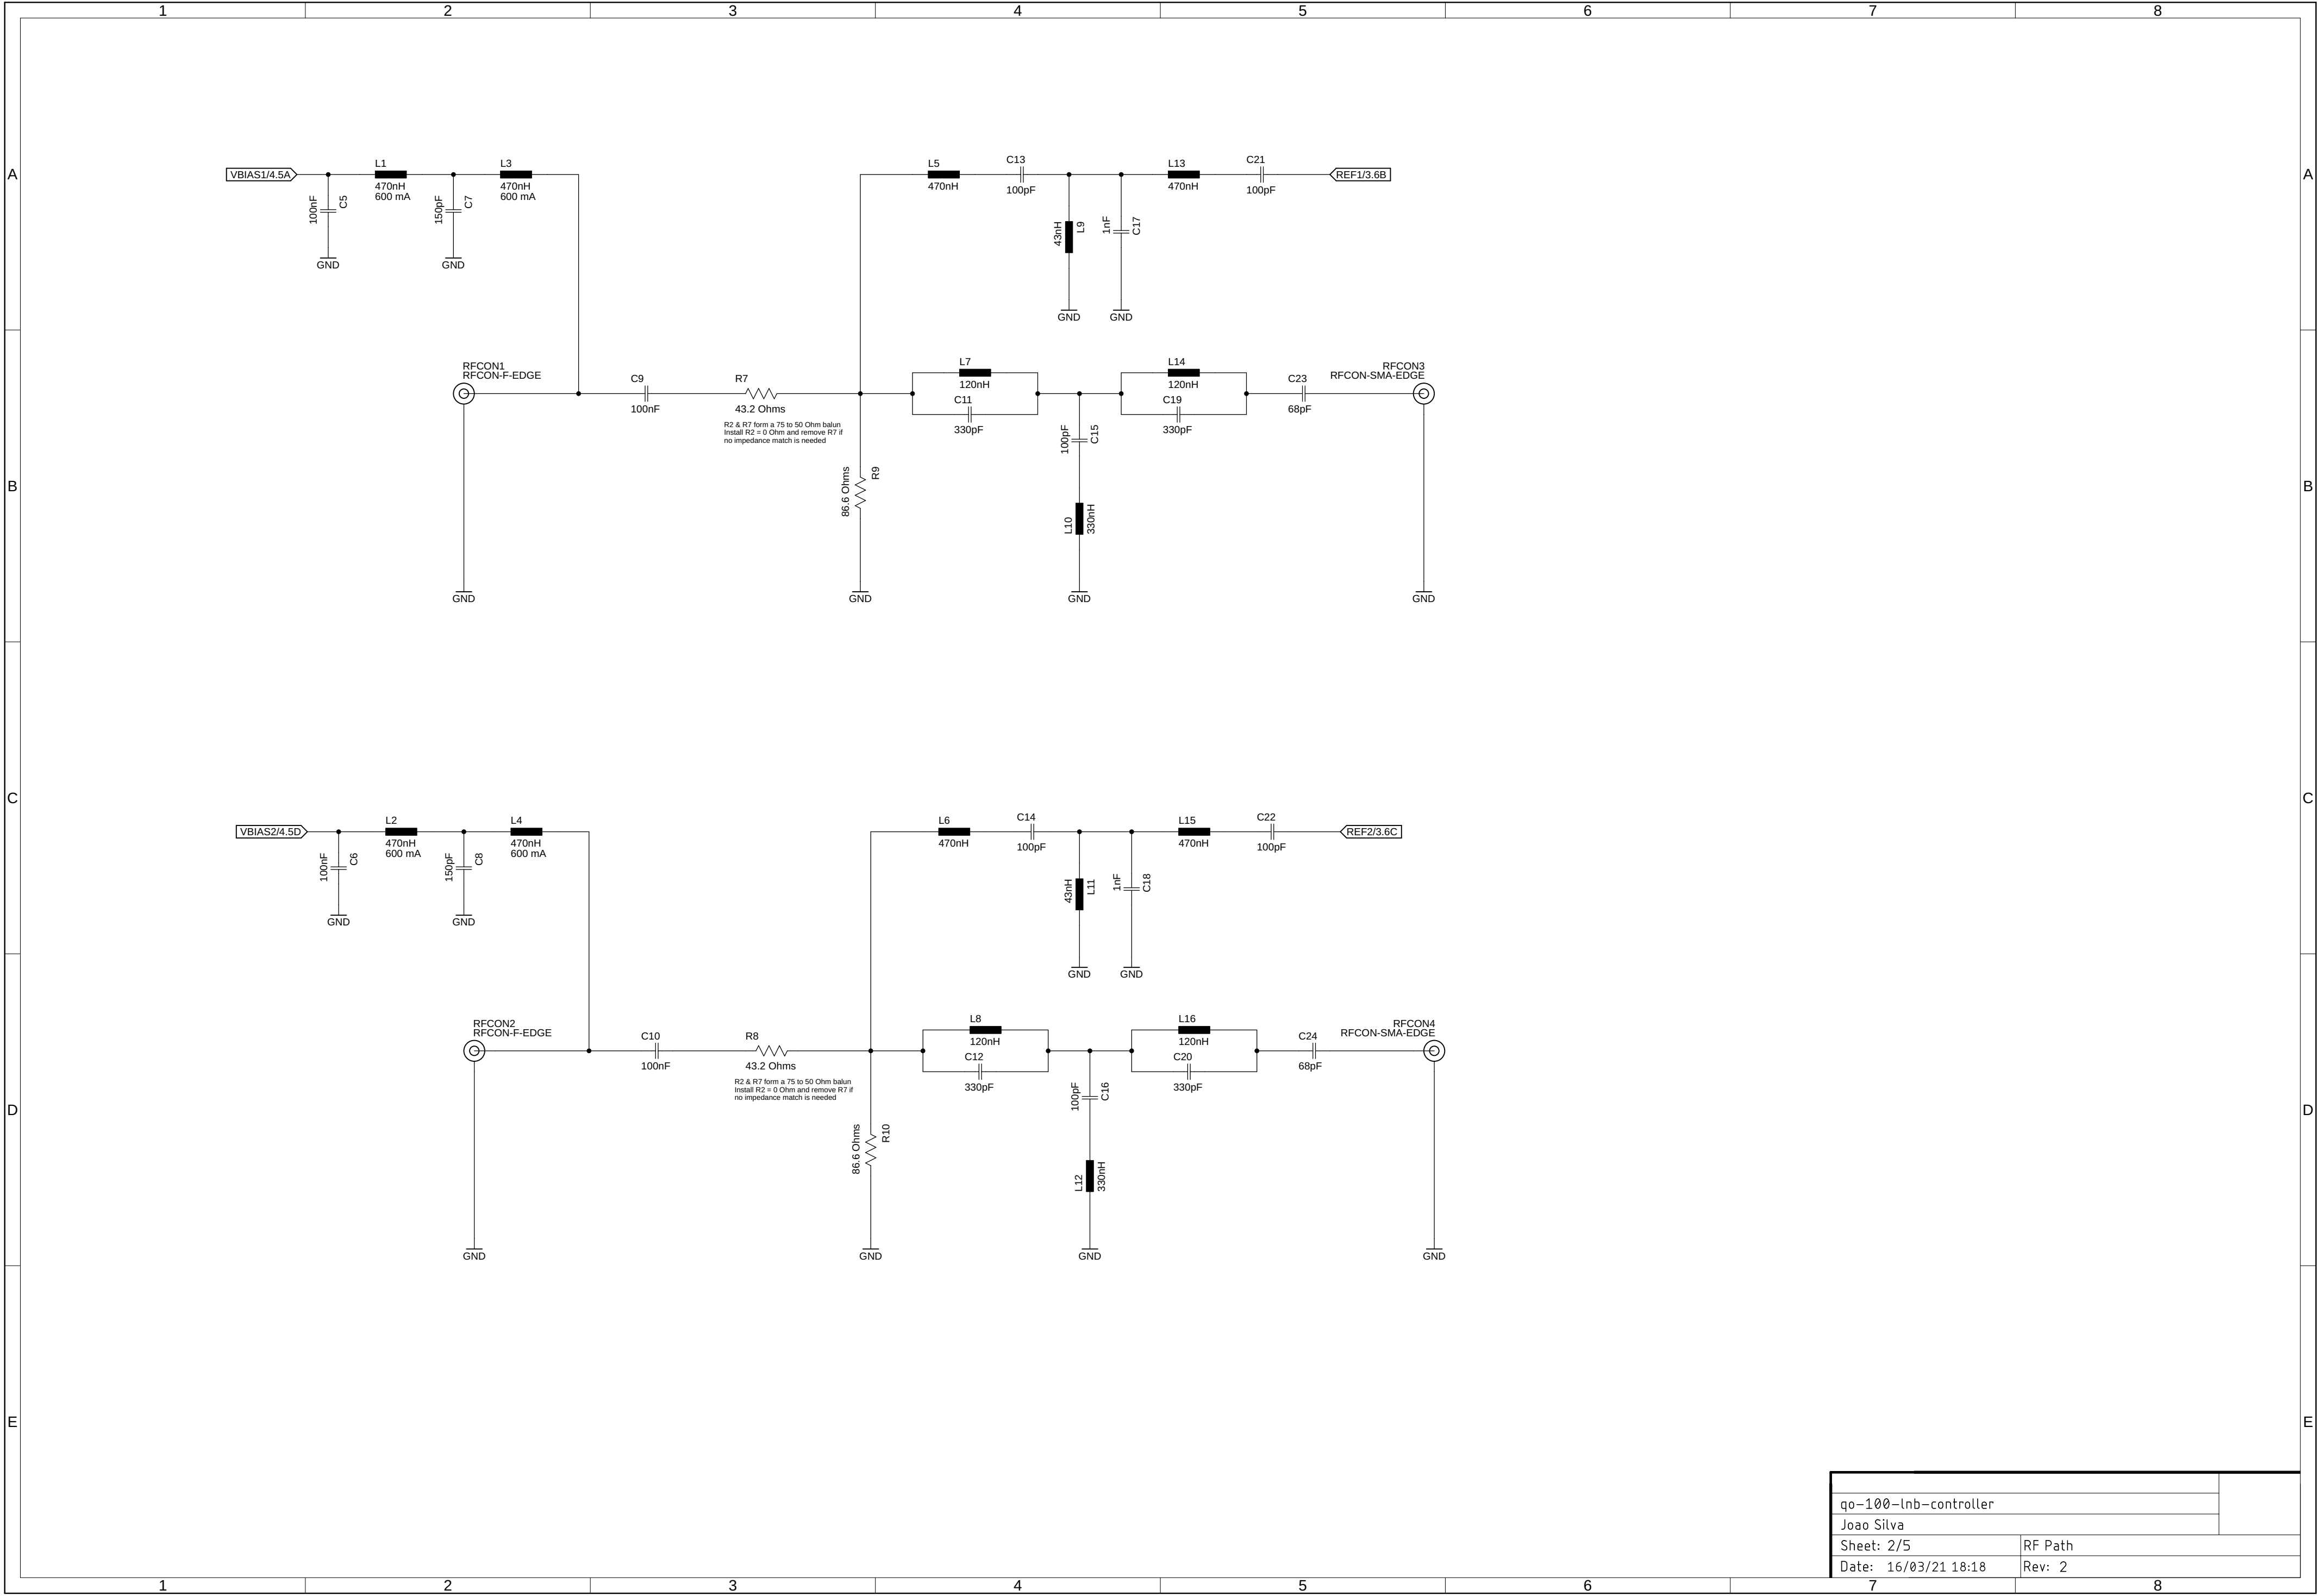 1 2 3 4 5 6 7 8
A A
VBIAS1/4.5A
L1
470nH
600 mA
L3
470nH
600 mA
100nF
C5
150pF
C7
GND
GND
L5
470nH
C13
100pF
L13
470nH
C21
100pF
REF1/3.6B
43nH
L9
1nF
C17
GND
GND
RFCON1
RFCON-F-EDGE
C9
100nF
R7
43.2 Ohms
R2 & R7 form a 75 to 50 Ohm balun
Install R2 = 0 Ohm and remove R7 if
no impedance match is needed
L7
120nH
C11
330pF
L14
120nH
C19
330pF
C23
68pF
RFCON3
RFCON-SMA-EDGE
100pF
C15
B B
86.6 Ohms
R9
L10
330nH
GND
GND
GND
GND
C C
VBIAS2/4.5D
L2
470nH
600 mA
L4
470nH
600 mA
100nF
C6
150pF
C8
GND
GND
L6
470nH
C14
100pF
L15
470nH
C22
100pF
REF2/3.6C
43nH
L11
1nF
C18
GND
GND
RFCON2
RFCON-F-EDGE
C10
100nF
R8
43.2 Ohms
R2 & R7 form a 75 to 50 Ohm balun
Install R2 = 0 Ohm and remove R7 if
no impedance match is needed
L8
120nH
C12
330pF
L16
120nH
C20
330pF
C24
68pF
RFCON4
RFCON-SMA-EDGE
100pF
C16
D D
86.6 Ohms
R10
L12
330nH
GND
GND
GND
GND
E E
qo-100-lnb-controller
Joao Silva
Sheet: 2/5
RF Path
Date: 16/03/21 18:18
Rev: 2
1 2 3 4 5 6 7 8